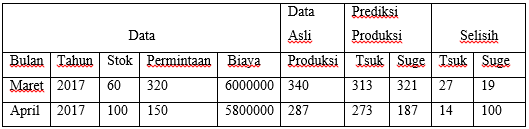 Data Data Asli Prediksi Produksi Selisih
Bulan Tahun Stok Permintaan Biaya Produksi Tsuk Suge Tsuk Suge
Maret 2017 60 320 6000000 340 313 321 27 19
April 2017 100 150 5800000 287 273 187 14 100